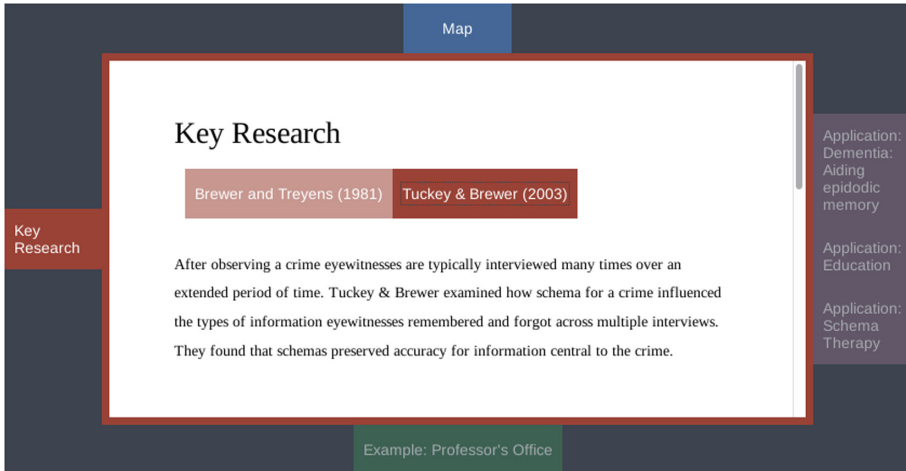 Map
Key Research
Brewer and Treyens (1981)
Tuckey & Brewer (2003)
After observing a crime eyewitnesses are typically interviewed many times over an
extended period of time. Tuckey & Brewer examined how schema for a crime influenced
the types of information eyewitnesses remembered and forgot across multiple interviews.
They found that schemas preserved accuracy for information central to the crime.
Key
Research
Application:
Dementia:
Aiding
epidodic
memory
Application:
Education
Application:
Schema
Therapy
Example: Professor's Office